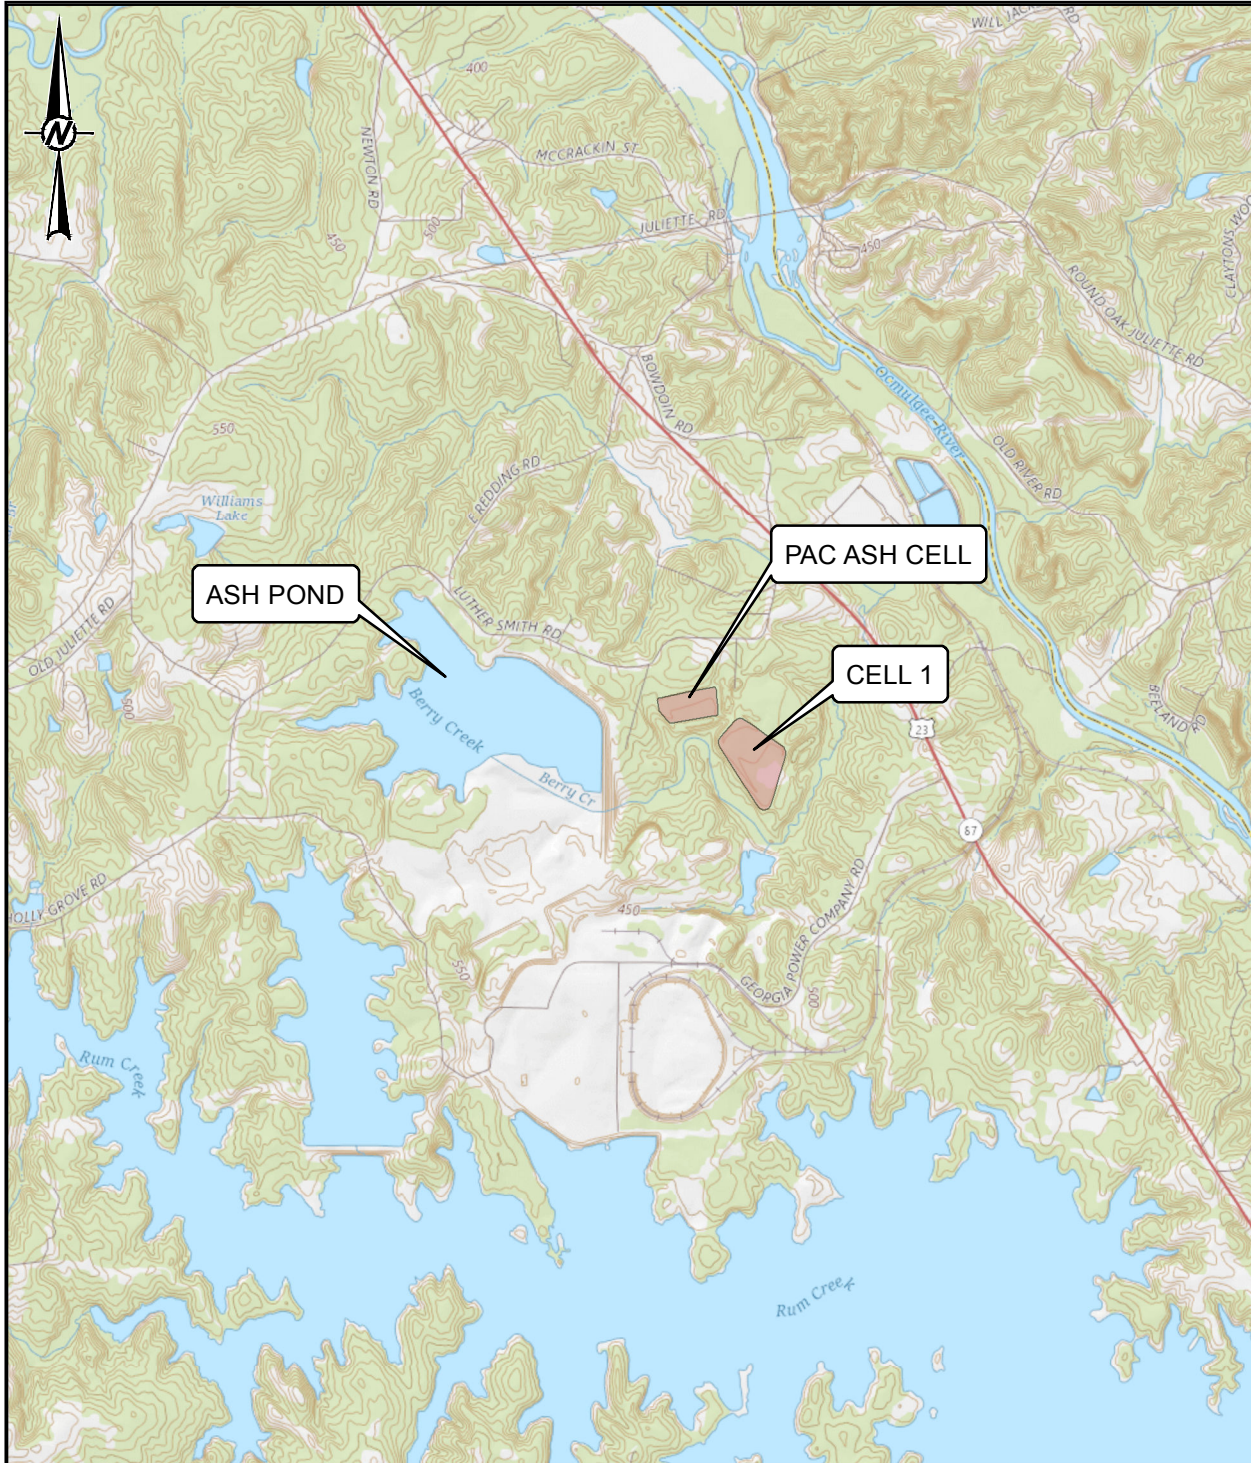 WILL JACK
RD
400
N
NEWTON RD
MCCRACKIN ST
450
500
JULIETTE RD
450
CLAYTONS WOO
ROUND OAK JULIETTE RD
BOWDOIN RD
Ocmulgee River
550
E REDDING RD
OLD RIVER RD
Williams
Lake
PAC ASH CELL
ASH POND
LUTHER SMITH RD
OLD JULIETTE RD
CELL 1
500
Berry Creek
BEELAND RD
23
Berry Cr
87
HOLLY GROVE RD
450
GEORGIA POWER COMPANY RD
550
500
Rum Creek
Rum Creek